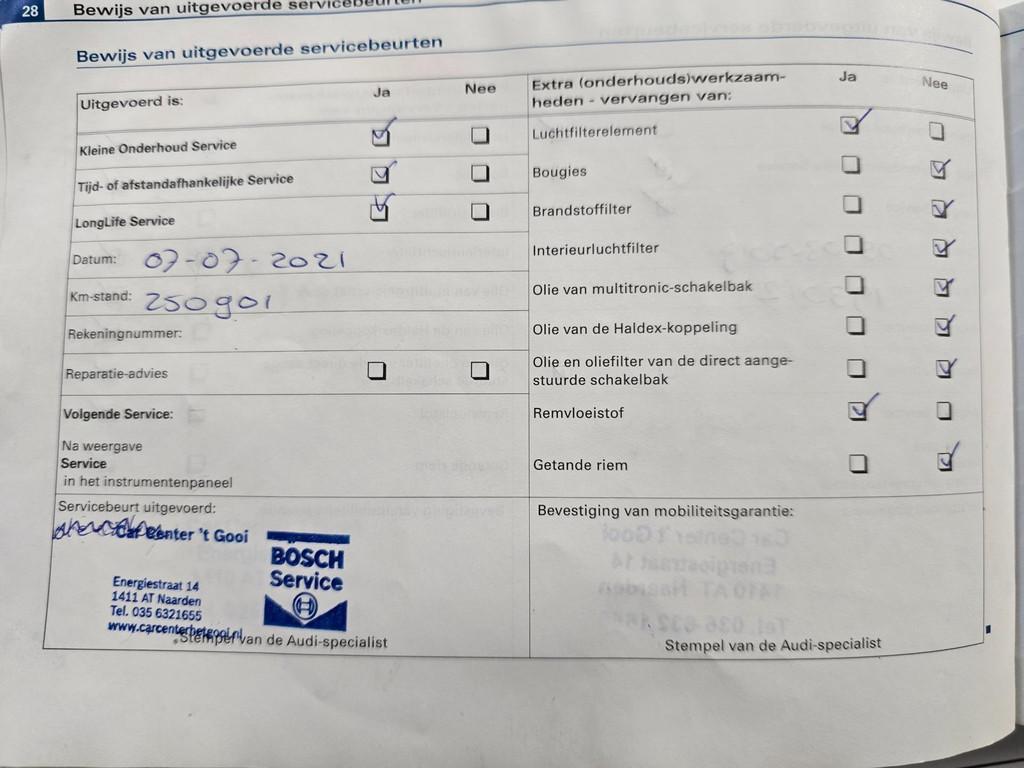 28 Bewijs van uitgevoerde servicebeurten
Bewijs van uitgevoerde servicebeurten
Uitgevoerd is: Ja Nee
Kleine Onderhoud Service
Tijd- of afstandafhankelijke Service
LongLife Service
Datum: 07-07-2021
Km-stand: 250901
Rekeningnummer:
Reparatie-advies
Volgende Service:
Na weergave
Service
in het instrumentenpaneel
Servicebeurt uitgevoerd:
Car Center 't Gooi
BOSCH
Service
Energiestraat 14
1411 AT Naarden
Tel. 035 6321655
www.carcenterhetgooi.nl
Stempel van de Audi-specialist
Extra (onderhouds)werkzaam- Ja Nee
heden - vervangen van:
Luchtfilterelement
Bougies
Brandstoffilter
Interieurluchtfilter
Olie van multitronic-schakelbak
Olie van de Haldex-koppeling
Olie en oliefilter van de direct aange-
stuurde schakelbak
Remvloeistof
Getande riem
Bevestiging van mobiliteitsgarantie:
Stempel van de Audi-specialist